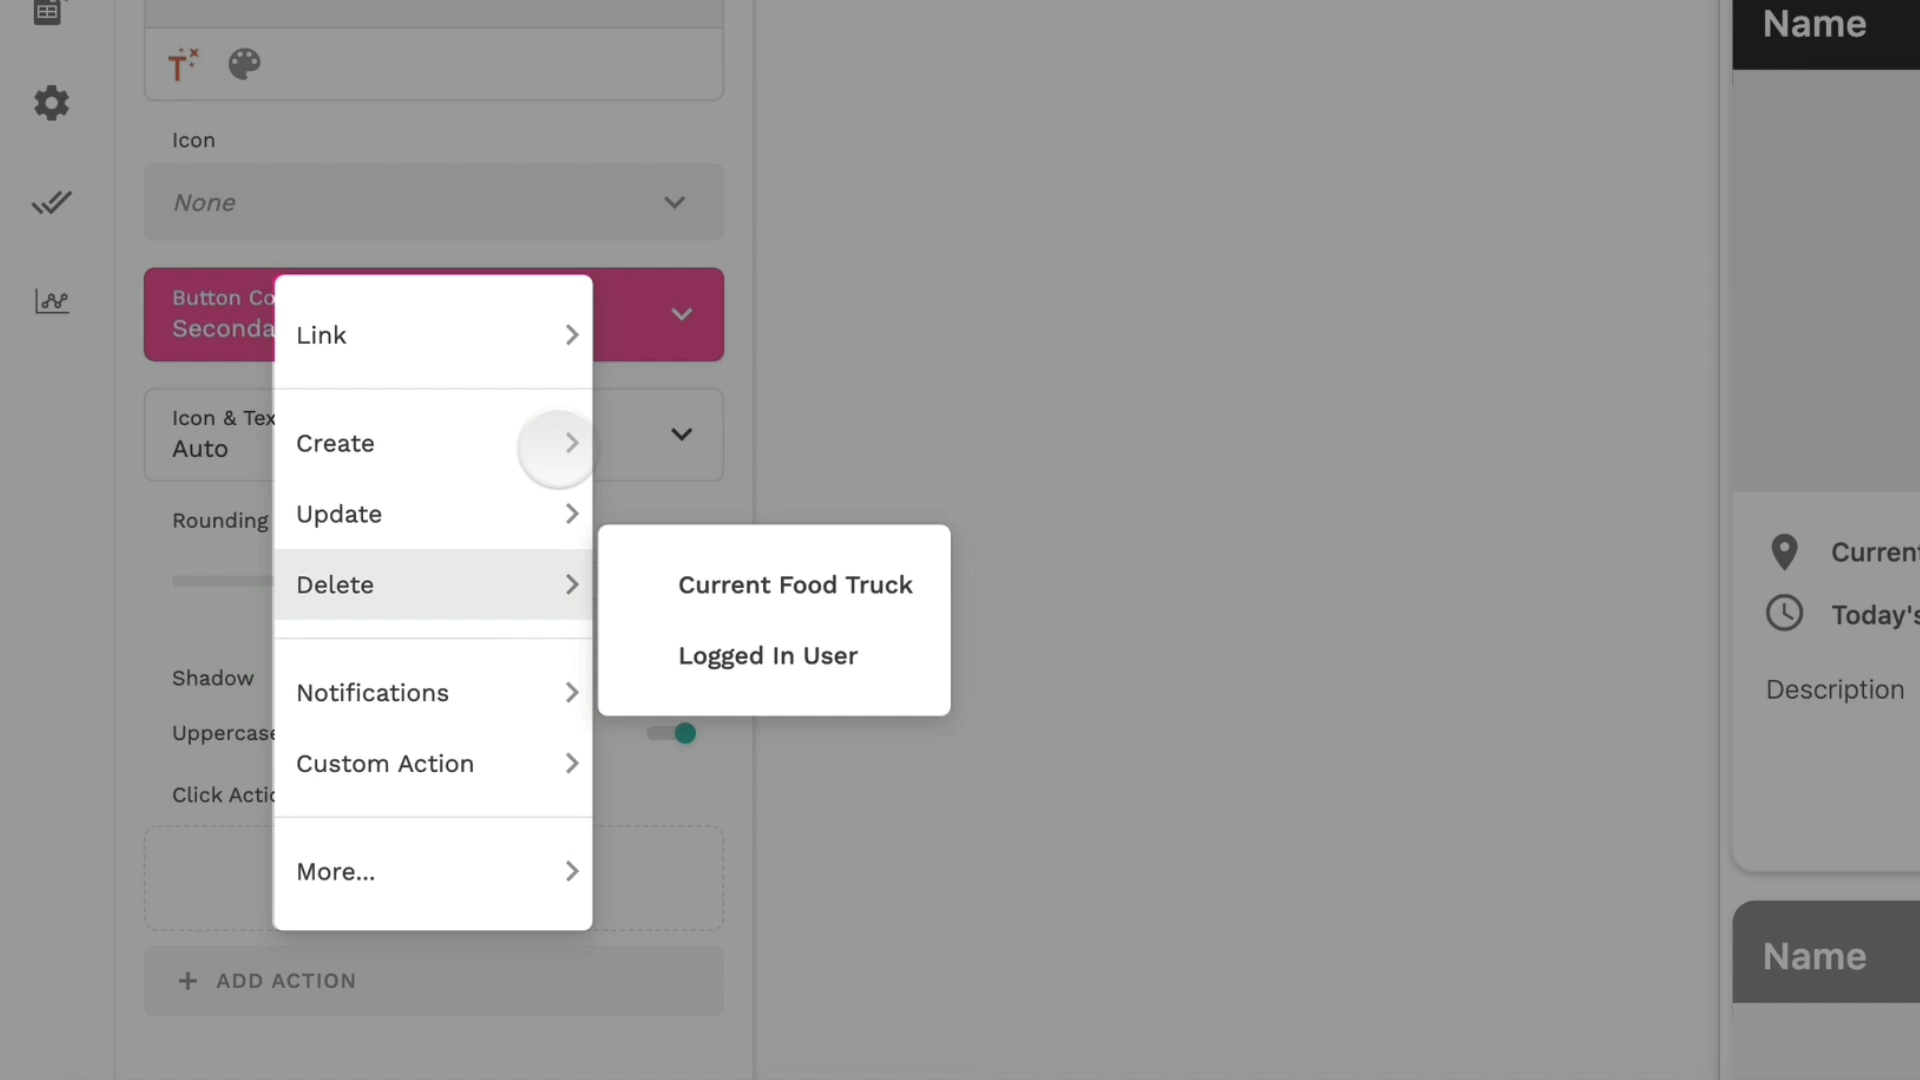 Name
Icon
None
Button Co
Seconda
Link
Icon & Tex
Auto
Create
Update
Rounding
Delete
Current Food Truck
Logged In User
Shadow
Notifications
Uppercase
Custom Action
Click Actio
More...
+ ADD ACTION
Current
Today's
Description
Name